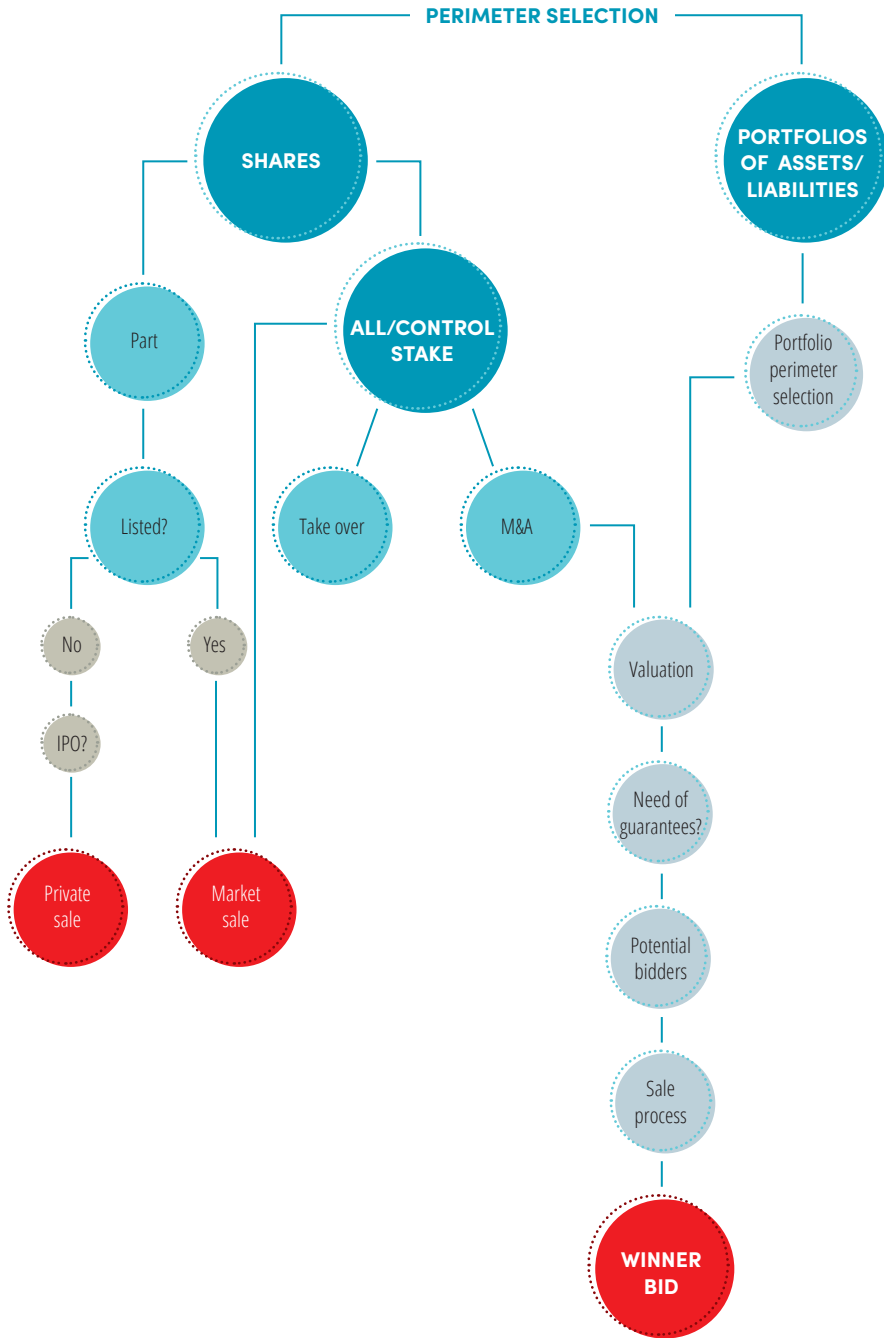 PERIMETER SELECTION
SHARES
PORTFOLIOS
OF ASSETS/
LIABILITIES
ALL/CONTROL
STAKE
Part
Portfolio
perimeter
selection
Listed?
Take over
M&A
No
Yes
Valuation
IPO?
Need of
guarantees?
Private
sale
Market
sale
Potential
bidders
Sale
process
WINNER
BID